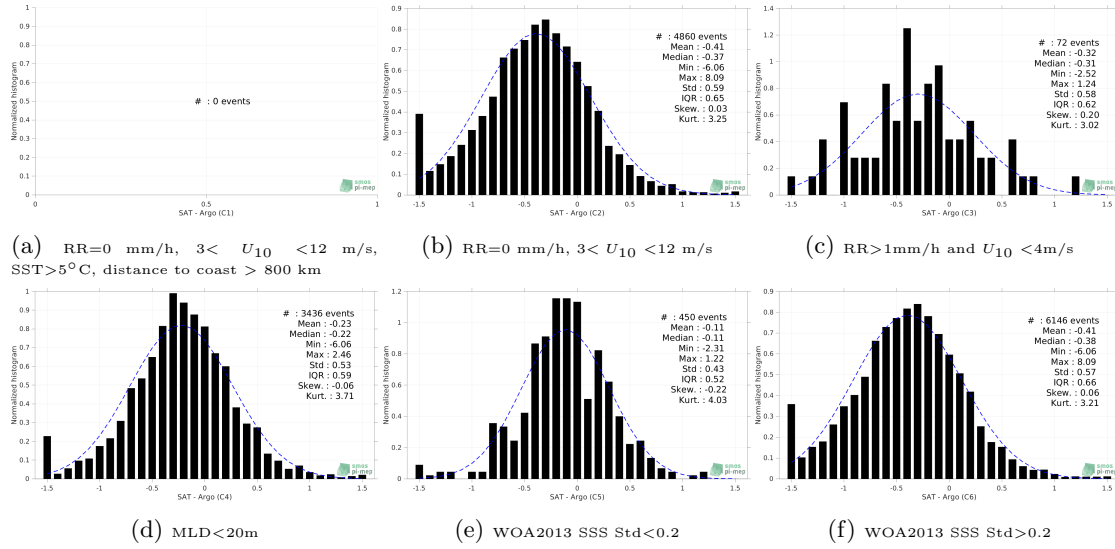 1
0.9
0.8
0.7
0.6
0.5
0.4
0.3
0.2
0.1
0
Normalized histogram
# : 0 events
0 0.5 1
SAT - Argo (C1)
smos
pi-mep
(a) RR=0 mm/h, 3< U10 <12 m/s,
SST>5°C, distance to coast > 800 km
0.9
0.8
0.7
0.6
0.5
0.4
0.3
0.2
0.1
0
Normalized histogram
# : 4860 events
Mean : -0.41
Median : -0.37
Min : -6.06
Max : 8.09
Std : 0.59
IQR : 0.65
Skew. : 0.03
Kurt. : 3.25
-1.5 -1 -0.5 0 0.5 1 1.5
SAT - Argo (C2)
smos
pi-mep
(b) RR=0 mm/h, 3< U10 <12 m/s
1.4
1.2
1
0.8
0.6
0.4
0.2
0
Normalized histogram
# : 72 events
Mean : -0.32
Median : -0.31
Min : -2.52
Max : 1.24
Std : 0.58
IQR : 0.62
Skew. : 0.20
Kurt. : 3.02
-1.5 -1 -0.5 0 0.5 1 1.5
SAT - Argo (C3)
smos
pi-mep
(c) RR>1mm/h and U10 <4m/s
1
0.8
0.6
0.4
0.2
0
Normalized histogram
# : 3436 events
Mean : -0.23
Median : -0.22
Min : -6.06
Max : 2.46
Std : 0.53
IQR : 0.59
Skew. : -0.06
Kurt. : 3.71
-1.5 -1 -0.5 0 0.5 1 1.5
SAT - Argo (C4)
smos
pi-mep
(d) MLD<20m
1.2
1
0.8
0.6
0.4
0.2
0
Normalized histogram
# : 450 events
Mean : -0.11
Median : -0.11
Min : -2.31
Max : 1.22
Std : 0.43
IQR : 0.52
Skew. : -0.22
Kurt. : 4.03
-1.5 -1 -0.5 0 0.5 1 1.5
SAT - Argo (C5)
smos
pi-mep
(e) WOA2013 SSS Std<0.2
0.9
0.8
0.7
0.6
0.5
0.4
0.3
0.2
0.1
0
Normalized histogram
# : 6146 events
Mean : -0.41
Median : -0.38
Min : -6.06
Max : 8.09
Std : 0.57
IQR : 0.66
Skew. : 0.06
Kurt. : 3.21
-1.5 -1 -0.5 0 0.5 1 1.5
SAT - Argo (C6)
smos
pi-mep
(f) WOA2013 SSS Std>0.2